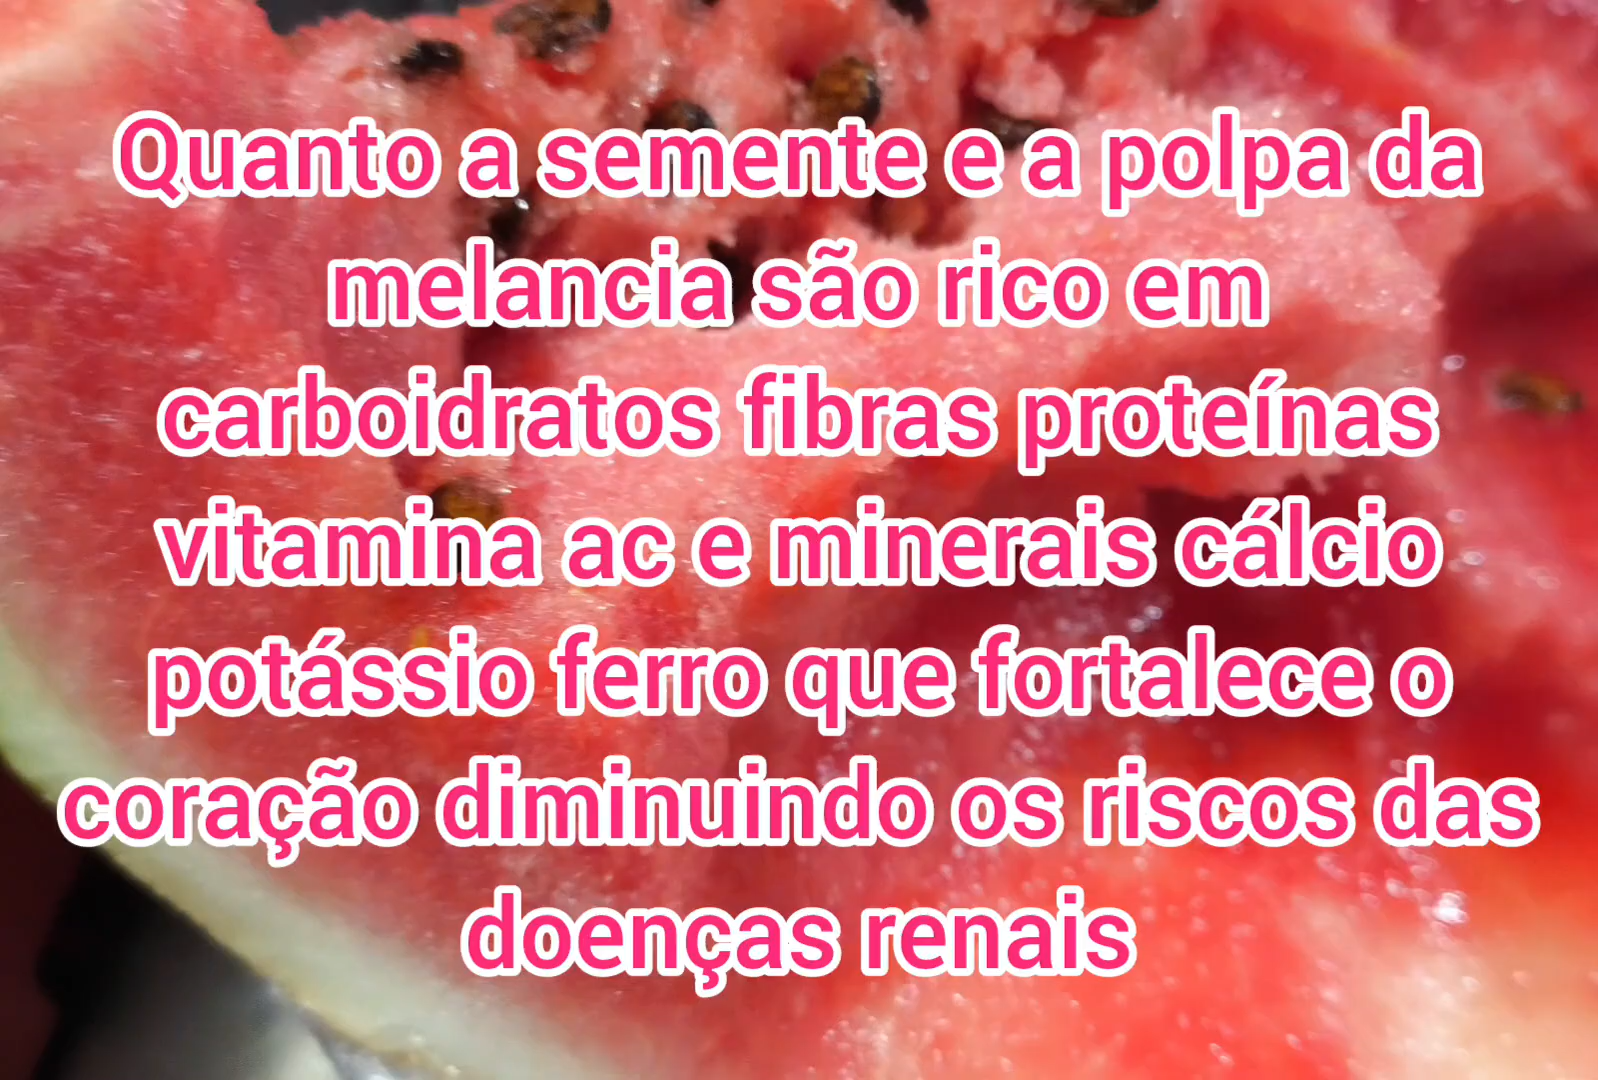 Quanto a semente e a polpa da
melancia são rico em
carboidratos fibras proteínas
vitamina ac e minerais cálcio
potássio ferro que fortalece o
coração diminuindo os riscos das
doenças renais